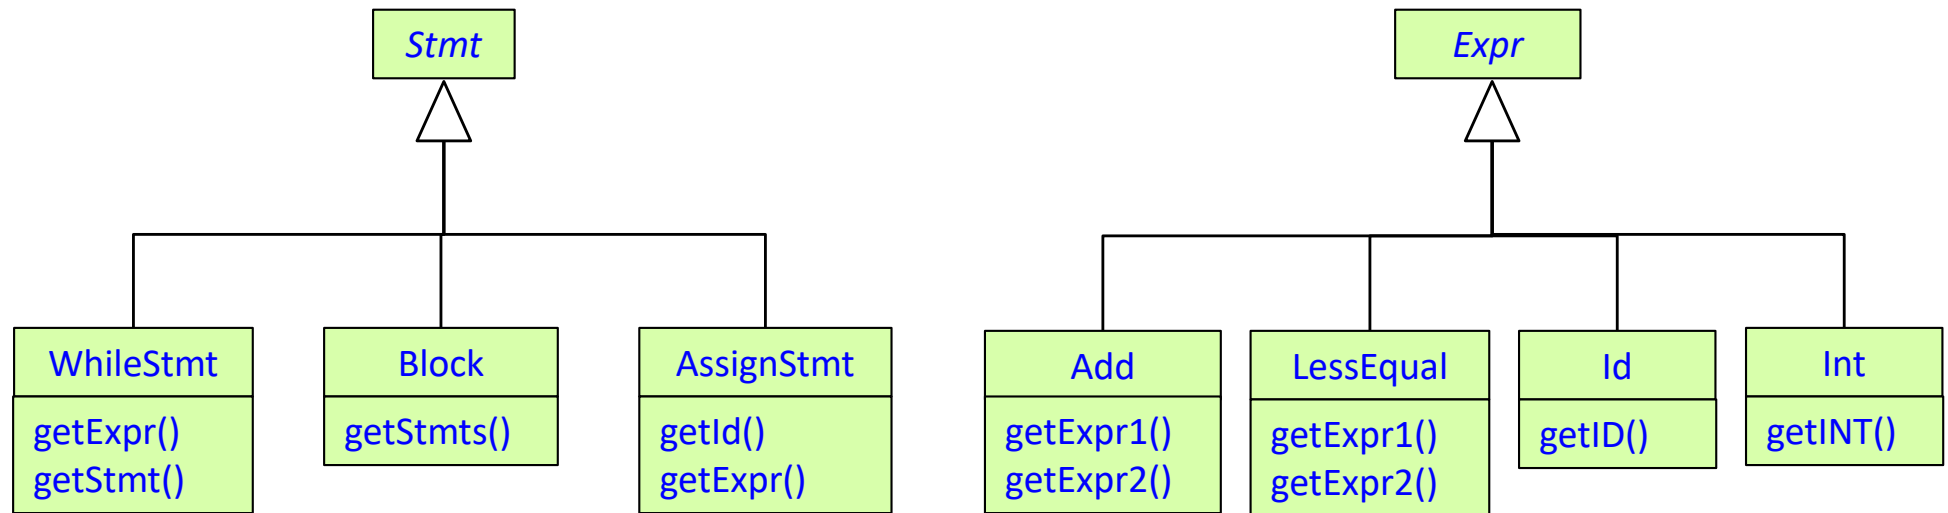 Stmt
Expr
WhileStmt
getExpr()
getStmt()
Block
getStmts()
AssignStmt
getId()
getExpr()
Add
getExpr1()
getExpr2()
LessEqual
getExpr1()
getExpr2()
Id
getID()
Int
getINT()